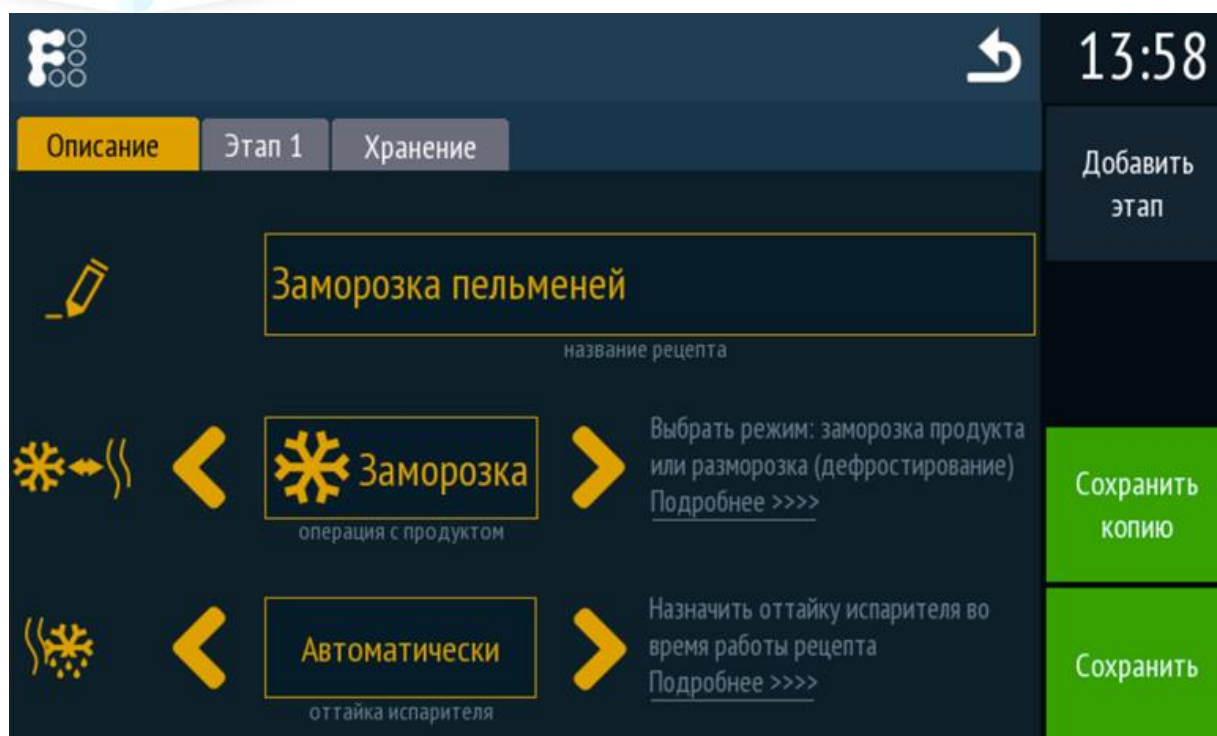 13:58
Описание
Этап 1
Хранение
Добавить
этап
Заморозка пельменей
название рецепта
Заморозка
операция с продуктом
Выбрать режим: заморозка продукта
или разморозка (дефростирование)
Подробнее >>>>
Сохранить
копию
Автоматически
оттайка испарителя
Назначить оттайку испарителя во
время работы рецепта
Подробнее >>>>
Сохранить